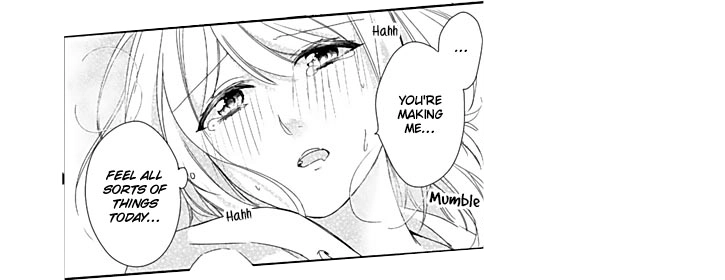 ...
Hahh
YOU'RE
MAKING
ME...
Mumble
FEEL ALL
SORTS OF
THINGS
TODAY...
Hahh